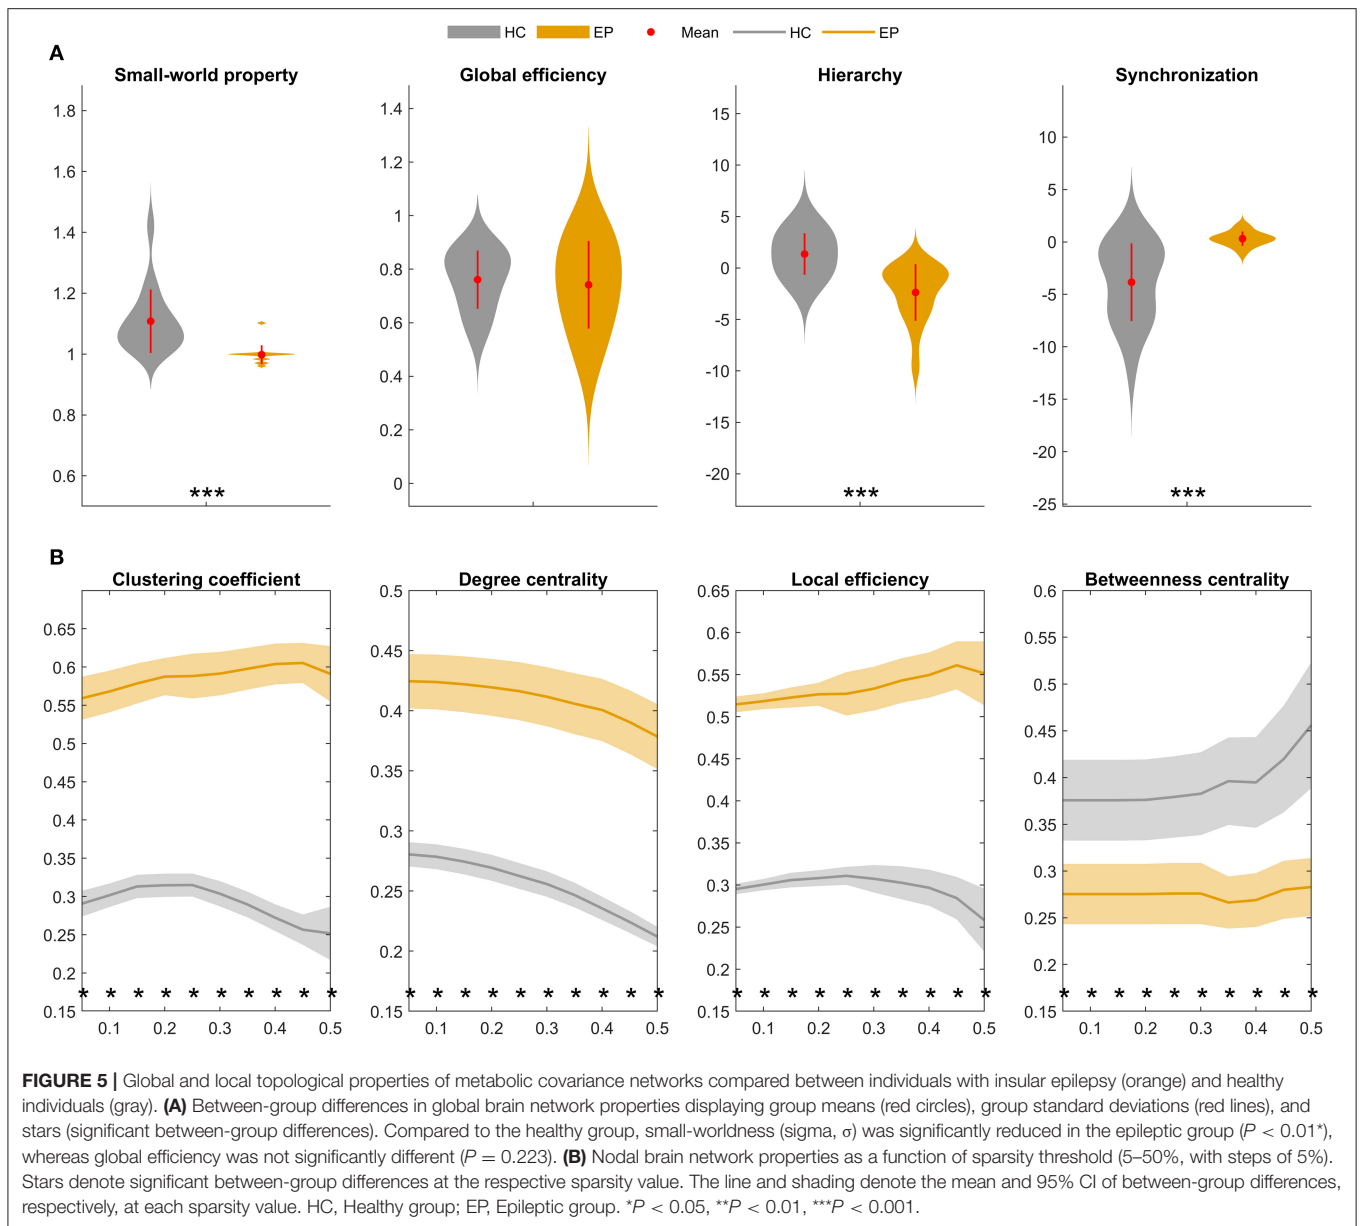 HC EP Mean HC EP
A
Small-world property
Global efficiency
Hierarchy
Synchronization
1.8
1.6
1.4
1.2
1
0.8
0.6
***
1.4
1.2
1
0.8
0.6
0.4
0.2
0
15
10
5
0
-5
-10
-15
-20
***
10
5
0
-5
-10
-15
-20
-25
***
B
Clustering coefficient
Degree centrality
Local efficiency
Betweenness centrality
0.65
0.6
0.55
0.5
0.45
0.4
0.35
0.3
0.25
0.2
0.15
* * * * * * * * * *
0.1 0.2 0.3 0.4 0.5
0.5
0.45
0.4
0.35
0.3
0.25
0.2
0.15
* * * * * * * * * *
0.1 0.2 0.3 0.4 0.5
0.65
0.6
0.55
0.5
0.45
0.4
0.35
0.3
0.25
0.2
0.15
* * * * * * * * * *
0.1 0.2 0.3 0.4 0.5
0.6
0.55
0.5
0.45
0.4
0.35
0.3
0.25
0.2
0.15
* * * * * * * * * *
0.1 0.2 0.3 0.4 0.5
FIGURE 5 | Global and local topological properties of metabolic covariance networks compared between individuals with insular epilepsy (orange) and healthy
individuals (gray). (A) Between-group differences in global brain network properties displaying group means (red circles), group standard deviations (red lines), and
stars (significant between-group differences). Compared to the healthy group, small-worldness (sigma, σ) was significantly reduced in the epileptic group (P < 0.01*),
whereas global efficiency was not significantly different (P = 0.223). (B) Nodal brain network properties as a function of sparsity threshold (5–50%, with steps of 5%).
Stars denote significant between-group differences at the respective sparsity value. The line and shading denote the mean and 95% CI of between-group differences,
respectively, at each sparsity value. HC, Healthy group; EP, Epileptic group. *P < 0.05, **P < 0.01, ***P < 0.001.